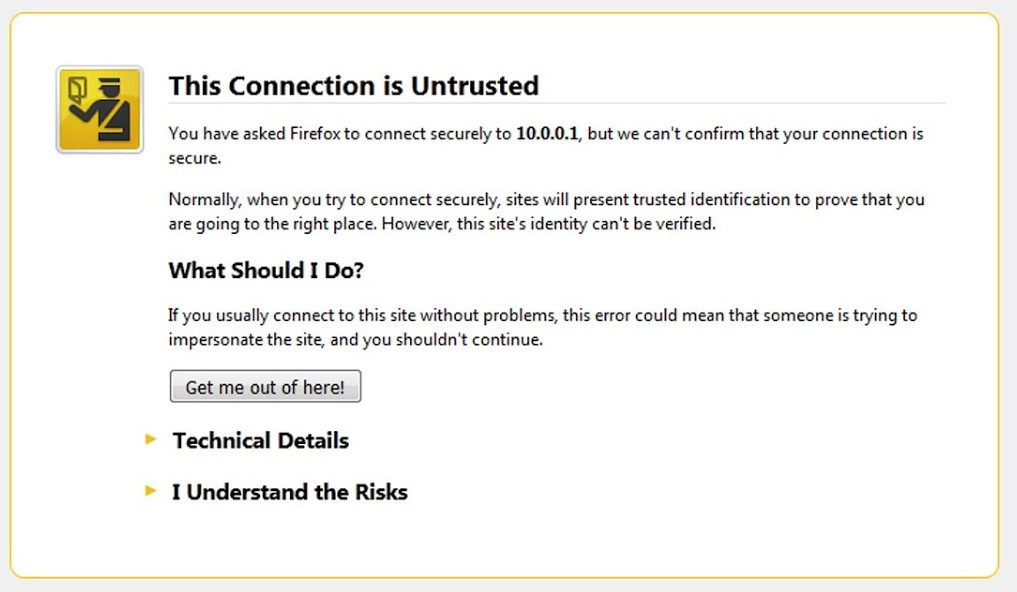 This Connection is Untrusted
You have asked Firefox to connect securely to 10.0.0.1, but we can't confirm that your connection is
secure.
Normally, when you try to connect securely, sites will present trusted identification to prove that you
are going to the right place. However, this site's identity can't be verified.
What Should I Do?
If you usually connect to this site without problems, this error could mean that someone is trying to
impersonate the site, and you shouldn't continue.
Get me out of here!
Technical Details
I Understand the Risks